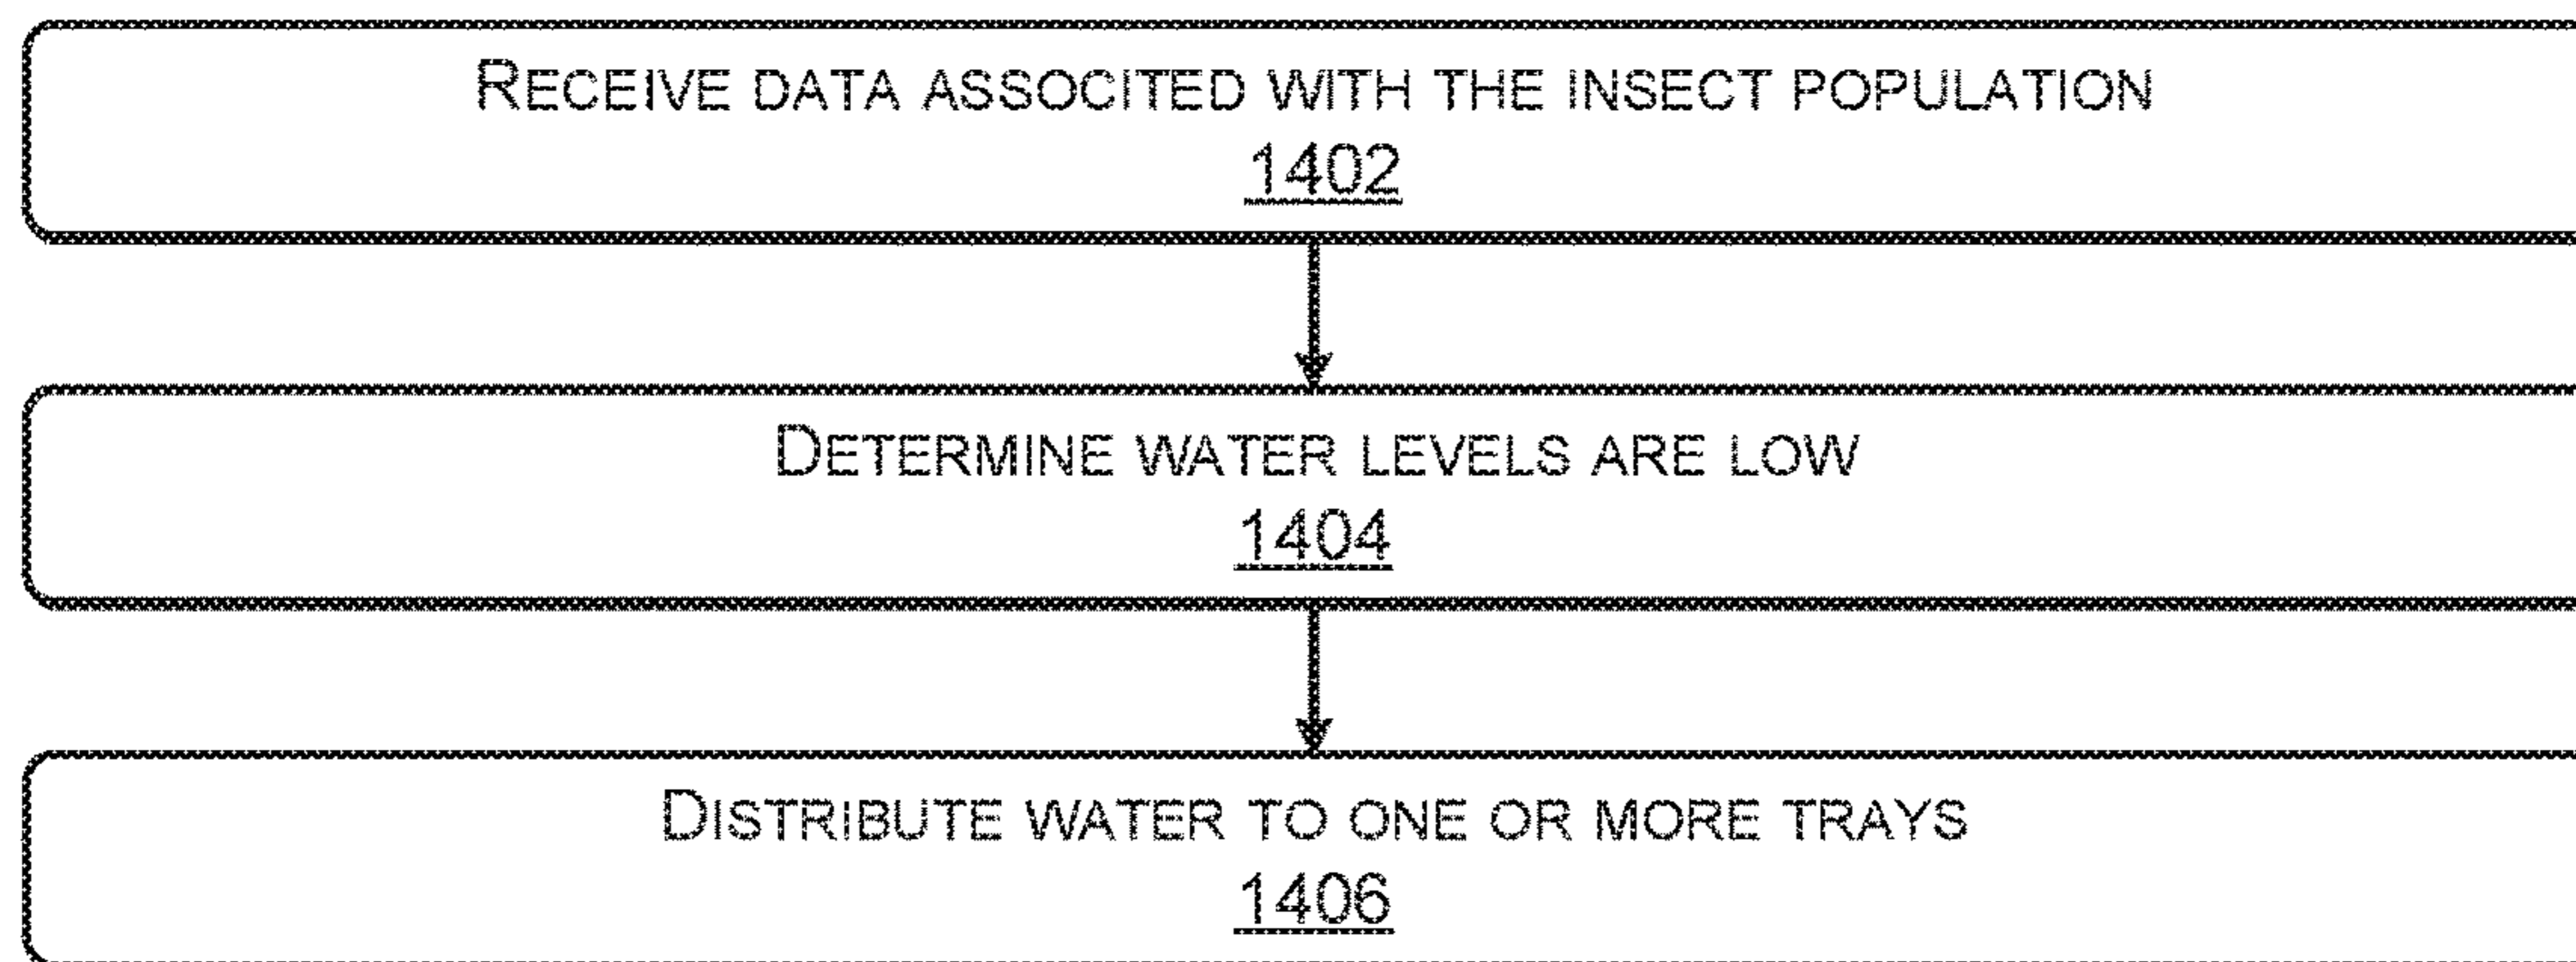 RECEIVE DATA ASSOCITED WITH THE INSECT POPULATION
1402
DETERMINE WATER LEVELS ARE LOW
1404
DISTRIBUTE WATER TO ONE OR MORE TRAYS
1406